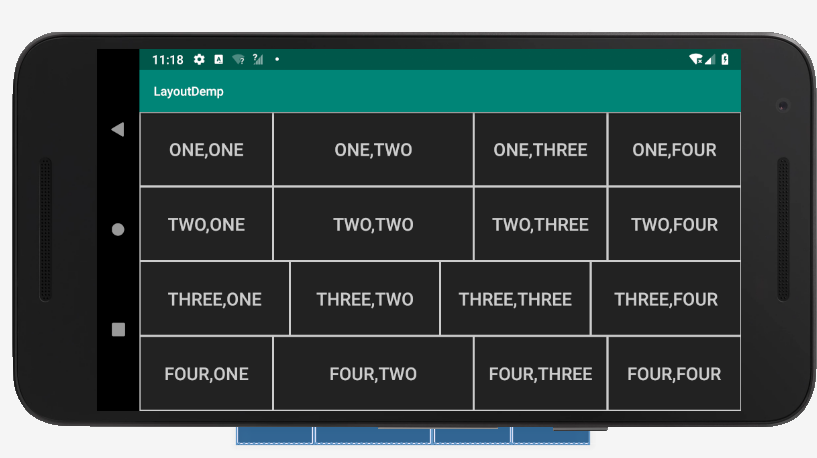 11:18
LayoutDemp
ONE,ONE ONE,TWO ONE,THREE ONE,FOUR
TWO,ONE TWO,TWO TWO,THREE TWO,FOUR
THREE,ONE THREE,TWO THREE,THREE THREE,FOUR
FOUR,ONE FOUR,TWO FOUR,THREE FOUR,FOUR